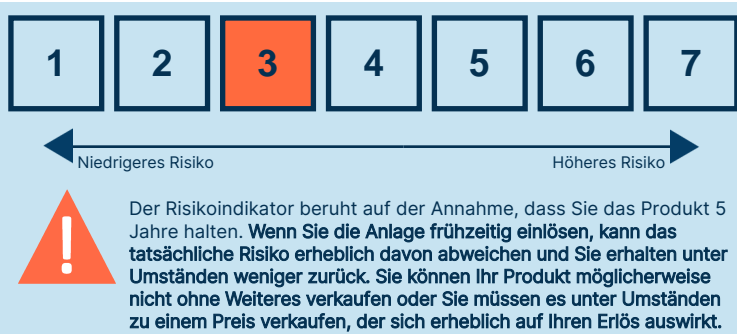 1 2 3 4 5 6 7
Niedrigeres Risiko Höheres Risiko
Der Risikoindikator beruht auf der Annahme, dass Sie das Produkt 5
Jahre halten. Wenn Sie die Anlage frühzeitig einlösen, kann das
tatsächliche Risiko erheblich davon abweichen und Sie erhalten unter
Umständen weniger zurück. Sie können Ihr Produkt möglicherweise
nicht ohne Weiteres verkaufen oder Sie müssen es unter Umständen
zu einem Preis verkaufen, der sich erheblich auf Ihren Erlös auswirkt.